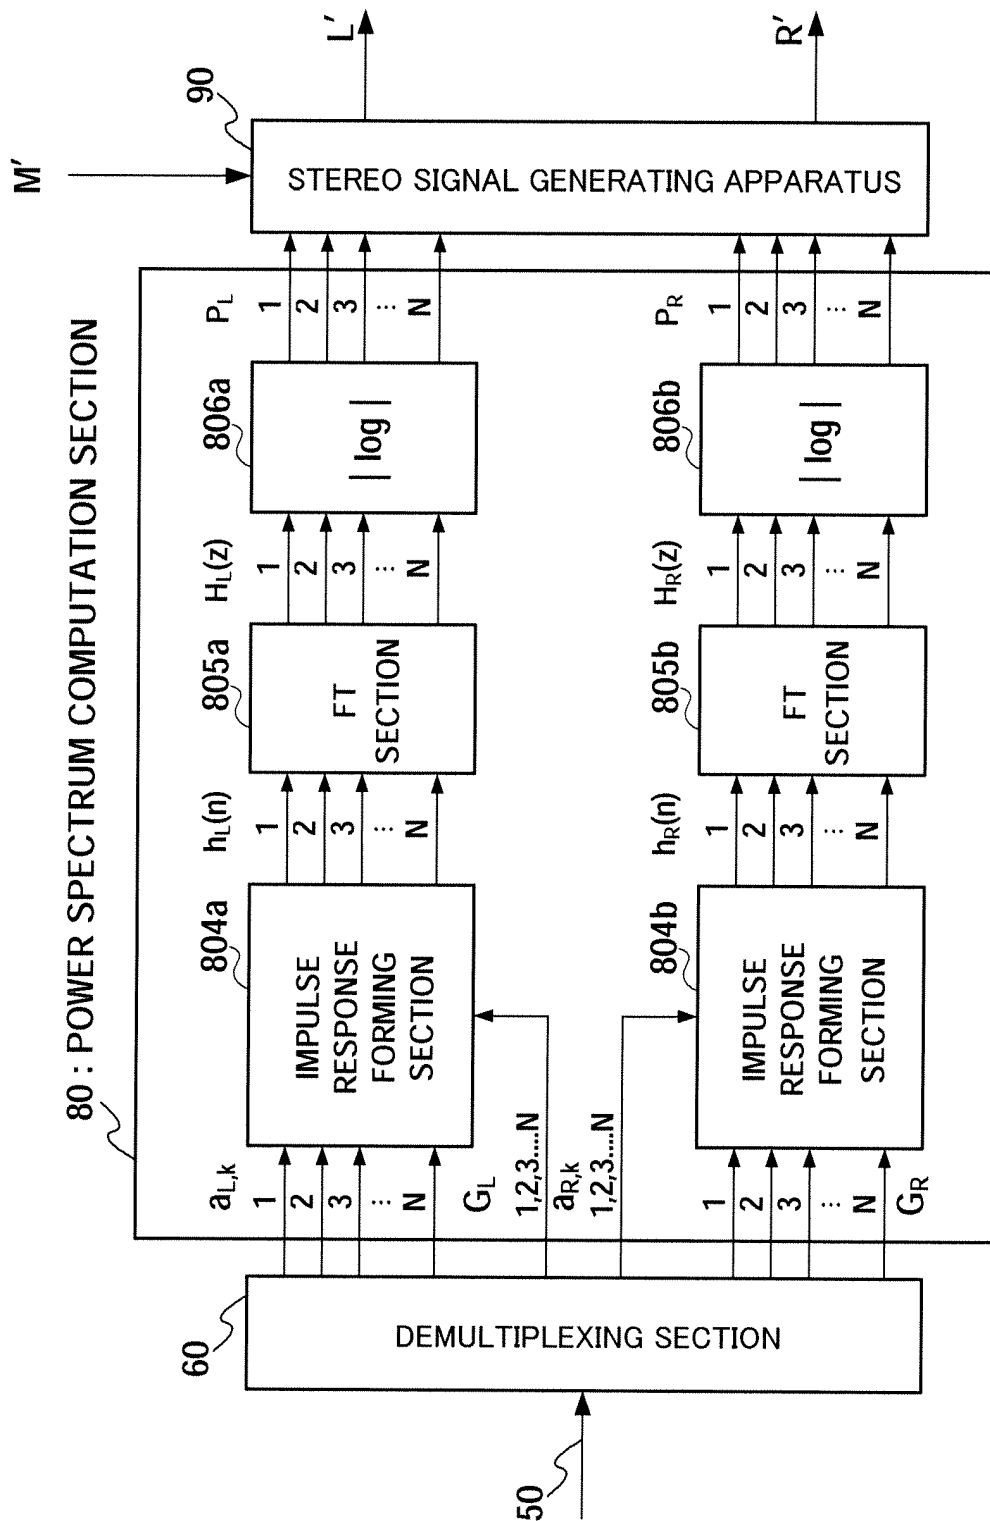 80 : POWER SPECTRUM COMPUTATION SECTION
50
60
DEMULTIPLEXING SECTION
aL,k
1
2
3
...
N
GL
1,2,3....N
aR,k
1,2,3....N
1
2
3
...
N
GR
804a
IMPULSE
RESPONSE
FORMING
SECTION
804b
IMPULSE
RESPONSE
FORMING
SECTION
hL(n)
1
2
3
...
N
hR(n)
1
2
3
...
N
805a
FT
SECTION
805b
FT
SECTION
HL(z)
1
2
3
...
N
HR(z)
1
2
3
...
N
806a
| log |
806b
| log |
PL
1
2
3
...
N
PR
1
2
3
...
N
M′
90
STEREO SIGNAL GENERATING APPARATUS
L′
R′